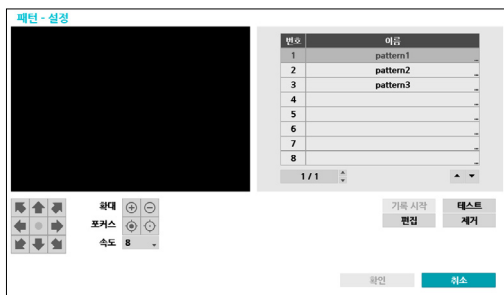 패턴 - 설정
번호 이름
1 pattern1
2 pattern2
3 pattern3
4
5
6
7
8
1 / 1
확대
포커스
속도 8
기록 시작 테스트
편집 제거
확인 취소